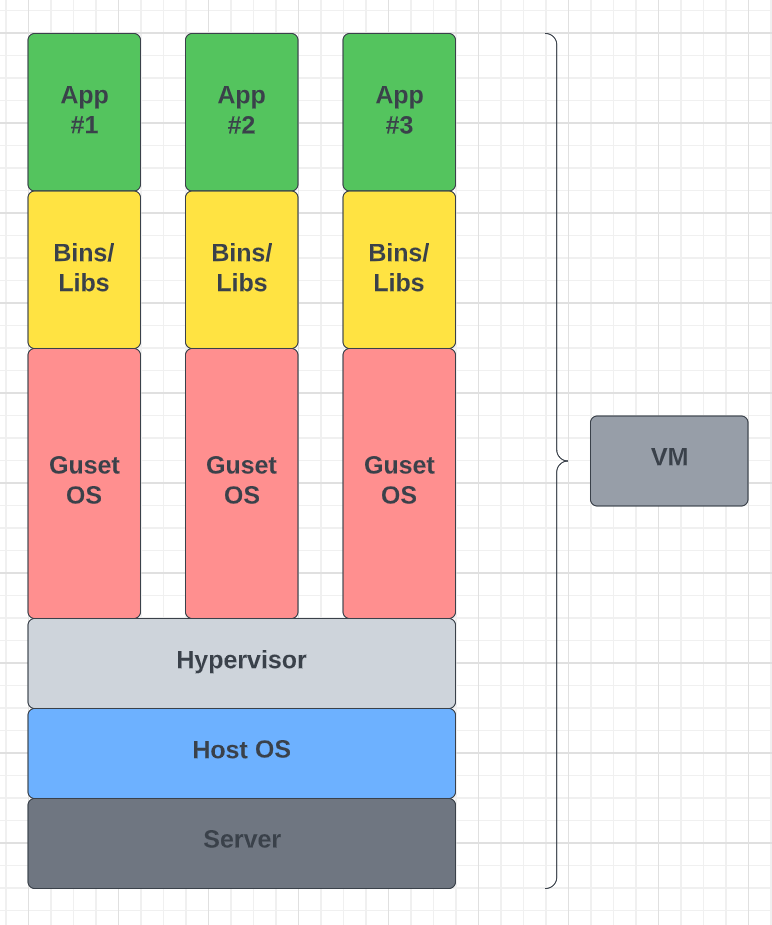 App
#1
App
#2
App
#3
Bins/
Libs
Bins/
Libs
Bins/
Libs
Guset
OS
Guset
OS
Guset
OS
VM
Hypervisor
Host OS
Server